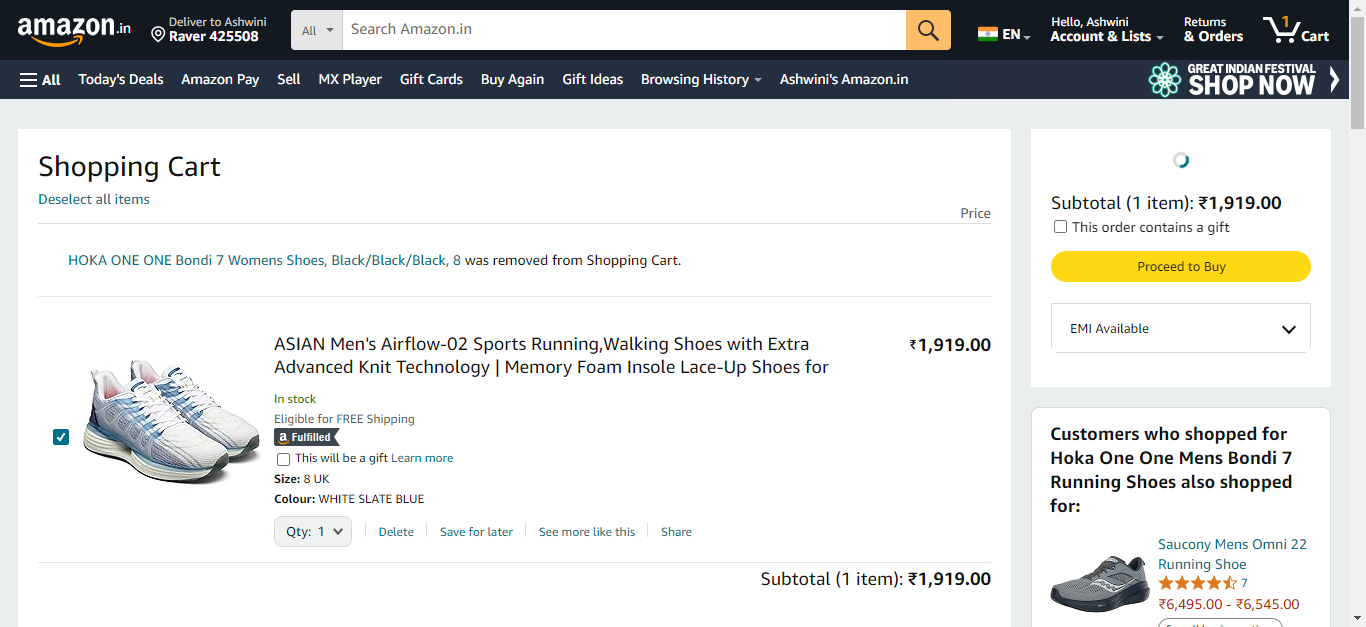 amazon.in
Deliver to Ashwini
Raver 425508
All
Search Amazon.in
EN
Hello, Ashwini
Account & Lists
Returns
& Orders
1
Cart
All
Today's Deals
Amazon Pay
Sell
MX Player
Gift Cards
Buy Again
Gift Ideas
Browsing History
Ashwini's Amazon.in
GREAT INDIAN FESTIVAL
SHOP NOW
Shopping Cart
Deselect all items
Price
HOKA ONE ONE Bondi 7 Womens Shoes, Black/Black/Black, 8 was removed from Shopping Cart.
ASIAN Men's Airflow-02 Sports Running,Walking Shoes with Extra
Advanced Knit Technology | Memory Foam Insole Lace-Up Shoes for
₹1,919.00
In stock
Eligible for FREE Shipping
a Fulfilled
This will be a gift Learn more
Size: 8 UK
Colour: WHITE SLATE BLUE
Qty: 1
Delete
Save for later
See more like this
Share
Subtotal (1 item): ₹1,919.00
Subtotal (1 item): ₹1,919.00
This order contains a gift
Proceed to Buy
EMI Available
Customers who shopped for
Hoka One One Mens Bondi 7
Running Shoes also shopped
for:
Saucony Mens Omni 22
Running Shoe
7
₹6,495.00 - ₹6,545.00